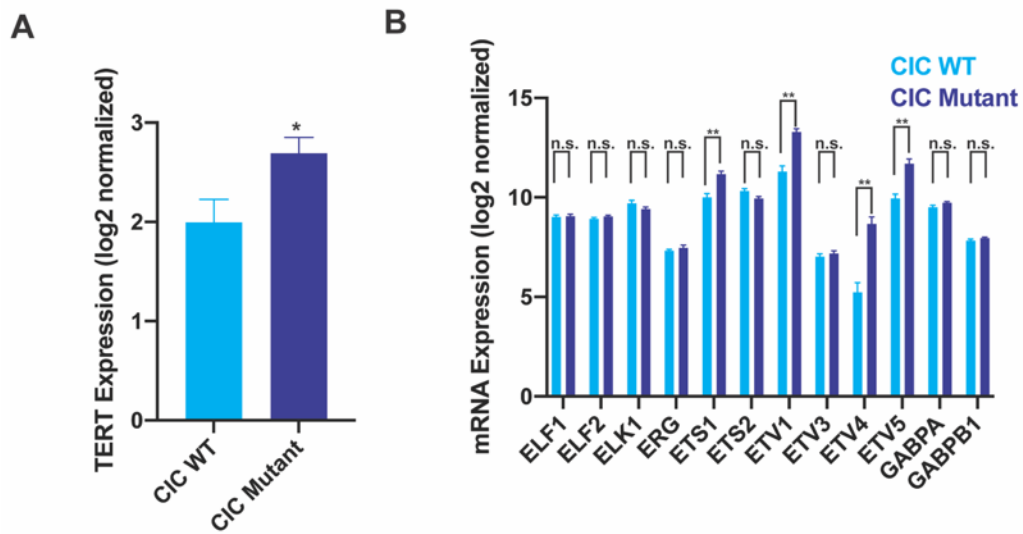 A
TERT Expression (log2 normalized)
3
2
1
0
*
CIC WT
CIC Mutant
B
mRNA Expression (log2 normalized)
CIC WT
CIC Mutant
15
10
5
0
n.s. n.s. n.s. n.s. ** n.s. ** n.s. ** ** n.s. n.s.
ELF1
ELF2
ELK1
ERG
ETS1
ETS2
ETV1
ETV3
ETV4
ETV5
GABPA
GABPB1